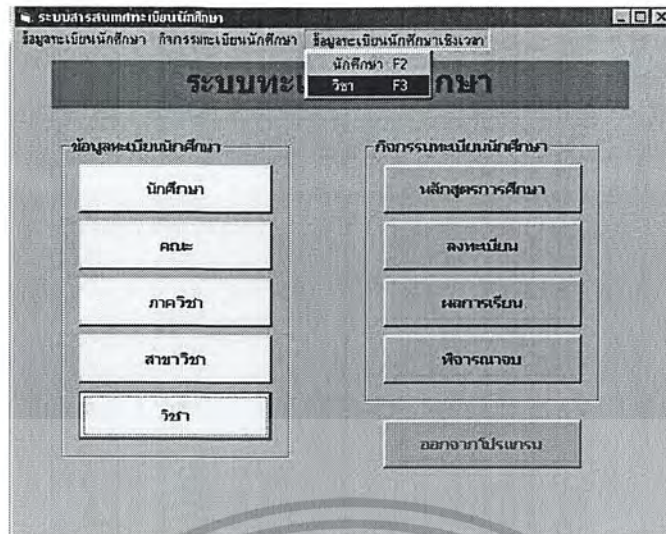 ระบบสารสนเทศทะเบียนนักศึกษา
ข้อมูลทะเบียนนักศึกษา กิจกรรมทะเบียนนักศึกษา ข้อมูลทะเบียนนักศึกษาเชิงเวลา
นักศึกษา F2
วิชา F3
ระบบทะเ กษา
ข้อมูลทะเบียนนักศึกษา
นักศึกษา
คณะ
ภาควิชา
สาขาวิชา
วิชา
กิจกรรมทะเบียนนักศึกษา
หลักสูตรการศึกษา
ลงทะเบียน
ผลการเรียน
พิจารณาจบ
ออกจากโปรแกรม